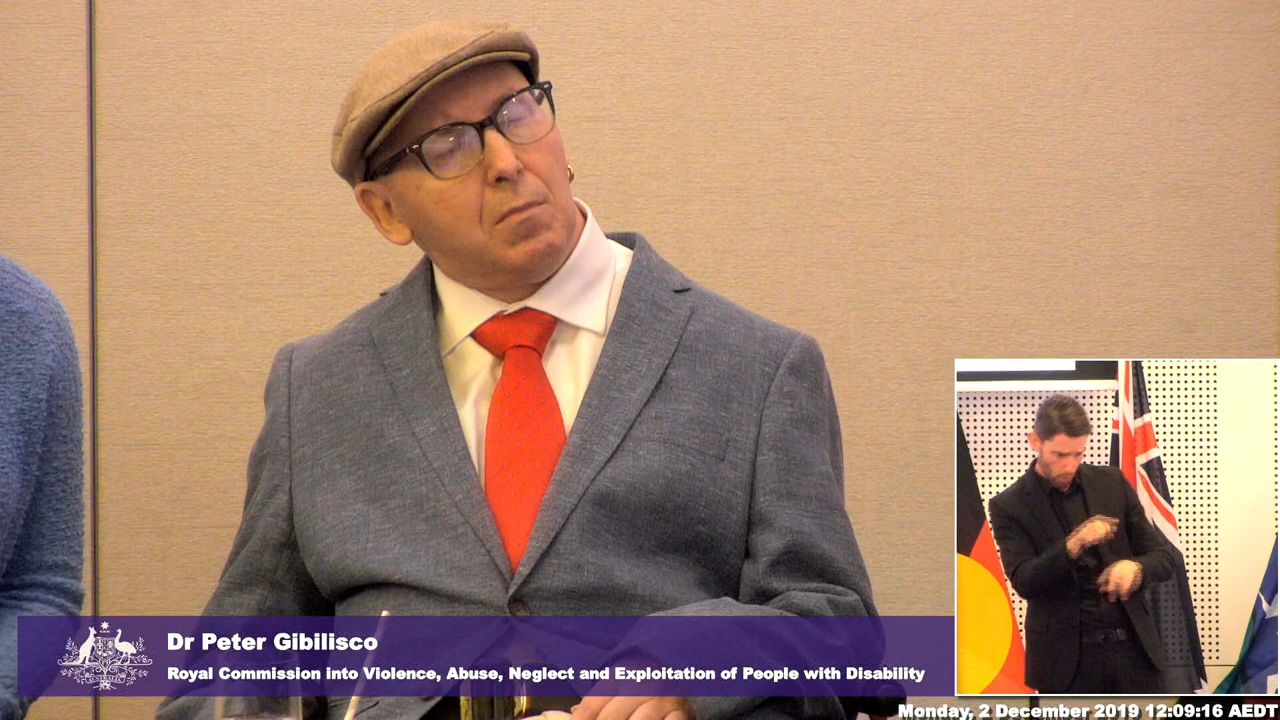 Dr Peter Gibilisco
Royal Commission into Violence, Abuse, Neglect and Exploitation of People with Disability
Monday, 2 December 2019 12:09:16 AEDT